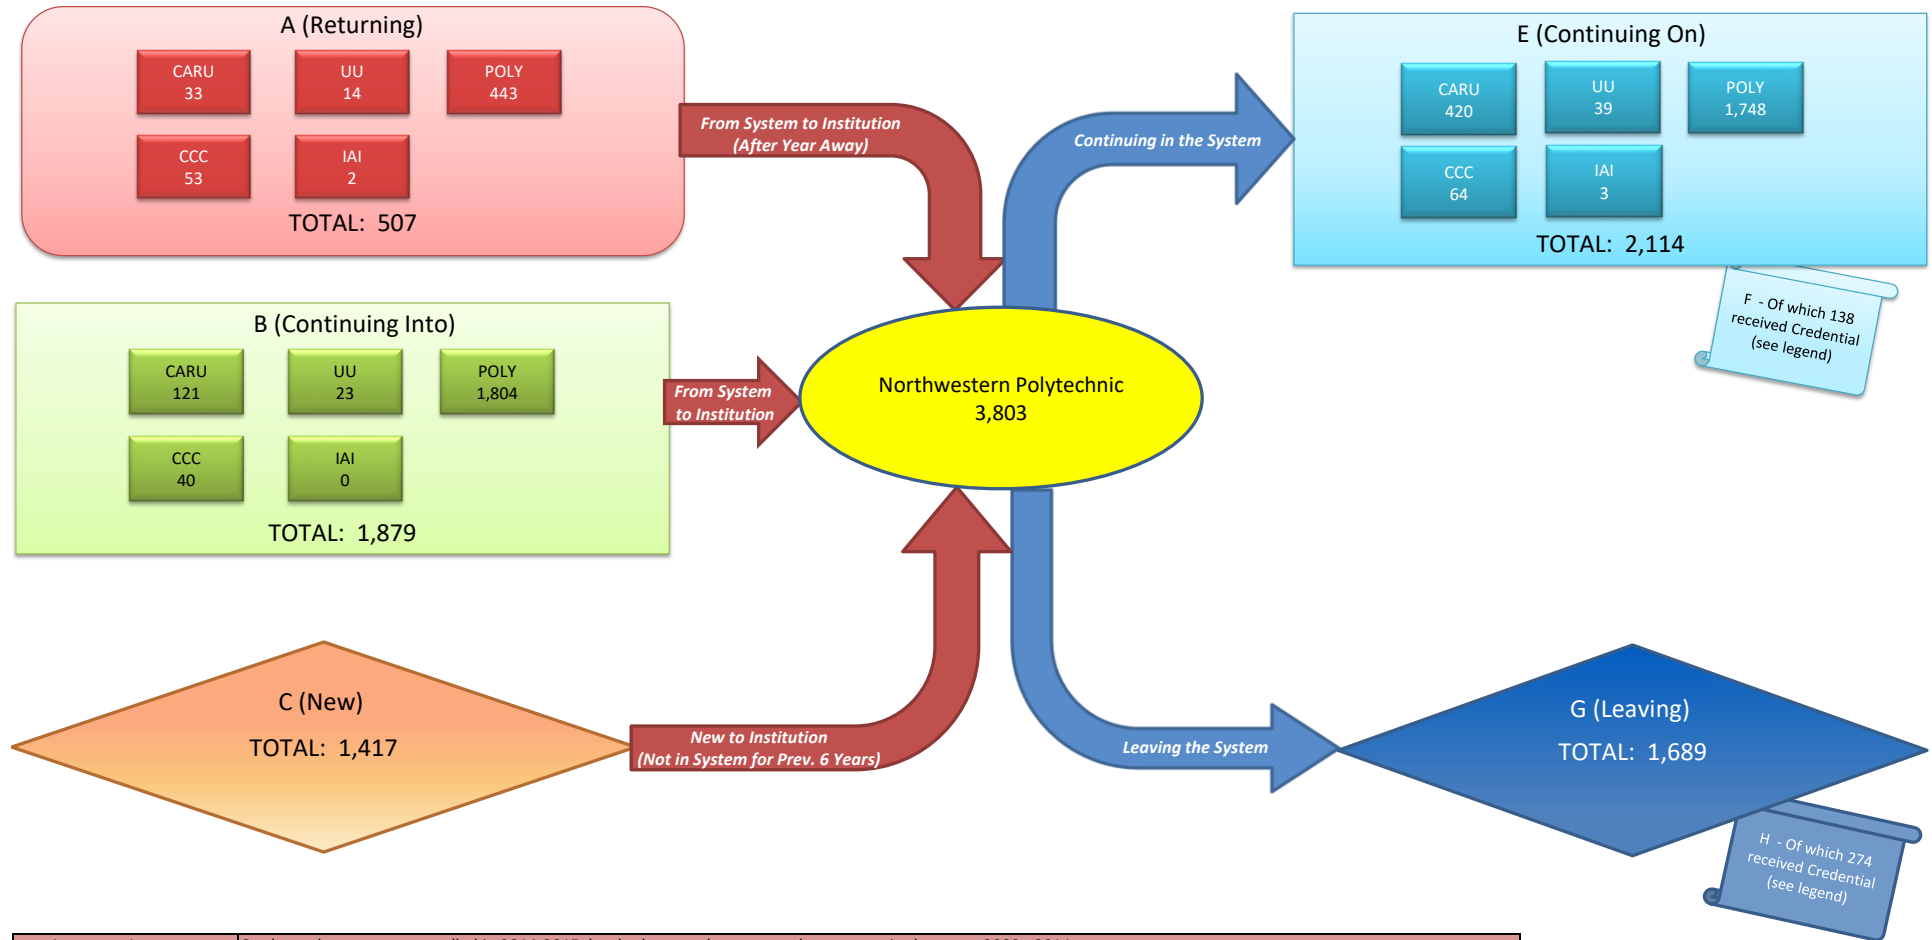 A (Returning)
CARU
33
UU
14
POLY
443
CCC
53
IAI
2
TOTAL: 507
From System to Institution
(After Year Away)
B (Continuing Into)
CARU
121
UU
23
POLY
1,804
CCC
40
IAI
0
TOTAL: 1,879
From System
to Institution
C (New)
TOTAL: 1,417
New to Institution
(Not in System for Prev. 6 Years)
Northwestern Polytechnic
3,803
Continuing in the System
E (Continuing On)
CARU
420
UU
39
POLY
1,748
CCC
64
IAI
3
TOTAL: 2,114
F - Of which 138
received Credential
(see legend)
Leaving the System
G (Leaving)
TOTAL: 1,689
H - Of which 274
received Credential
(see legend)